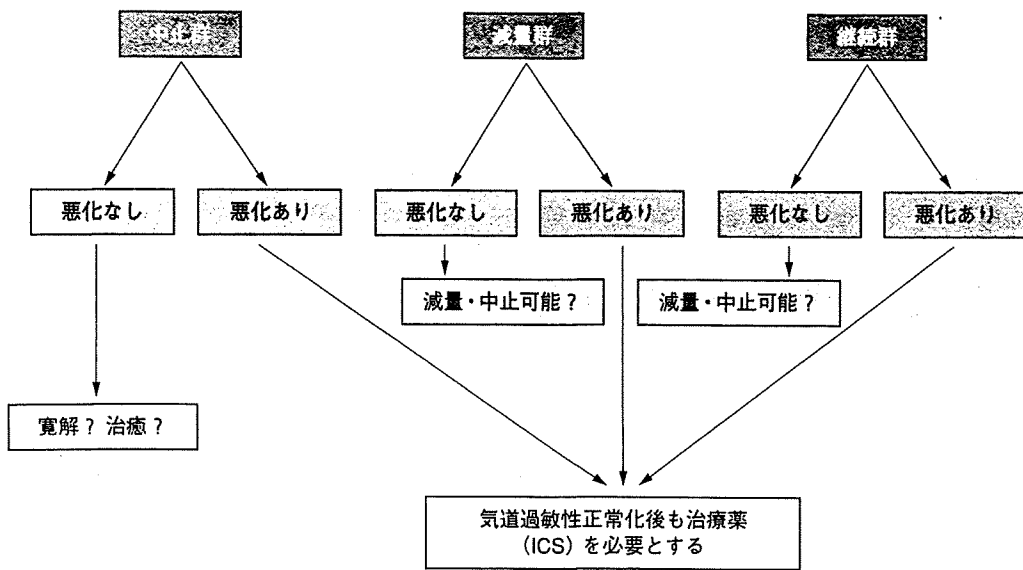 中止群
減量群
継続群
悪化なし
悪化あり
悪化なし
悪化あり
悪化なし
悪化あり
減量・中止可能？
減量・中止可能？
寛解？ 治癒？
気道過敏性正常化後も治療薬
（ICS）を必要とする